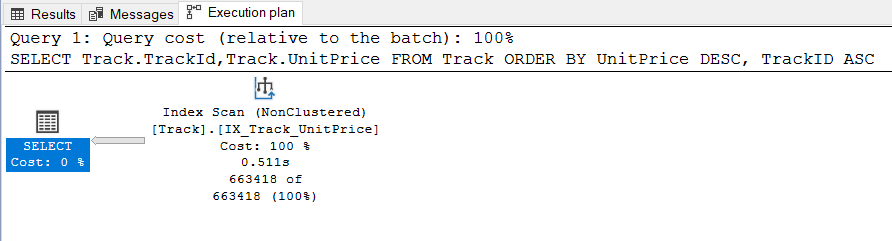 Results Messages Execution plan
Query 1: Query cost (relative to the batch): 100%
SELECT Track.TrackId,Track.UnitPrice FROM Track ORDER BY UnitPrice DESC, TrackID ASC
Index Scan (NonClustered)
[Track].[IX_Track_UnitPrice]
Cost: 100 %
0.511s
663418 of
663418 (100%)
SELECT
Cost: 0 %